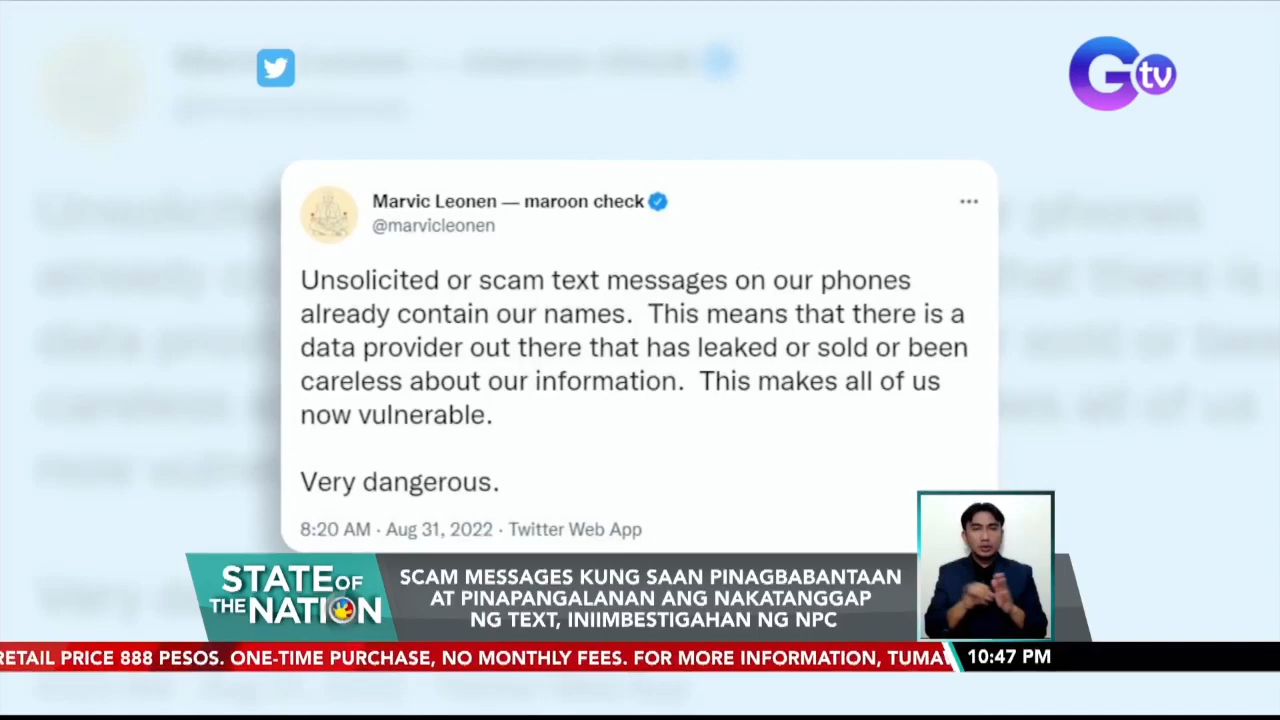 Gtv
Marvic Leonen — maroon check
@marvicleonen
Unsolicited or scam text messages on our phones
already contain our names.  This means that there is a
data provider out there that has leaked or sold or been
careless about our information.  This makes all of us
now vulnerable.
Very dangerous.
8:20 AM · Aug 31, 2022 · Twitter Web App
STATE OF
THE NATION
SCAM MESSAGES KUNG SAAN PINAGBABANTAAN
AT PINAPANGALANAN ANG NAKATANGGAP
NG TEXT, INIIMBESTIGAHAN NG NPC
RETAIL PRICE 888 PESOS. ONE-TIME PURCHASE, NO MONTHLY FEES. FOR MORE INFORMATION,
10:47 PM